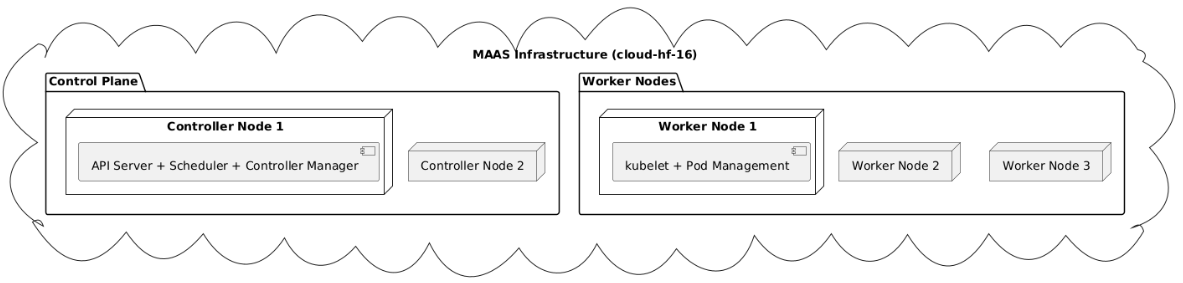 MAAS Infrastructure (cloud-hf-16)
Control Plane
Worker Nodes
Controller Node 1
API Server + Scheduler + Controller Manager
Controller Node 2
Worker Node 1
kubelet + Pod Management
Worker Node 2
Worker Node 3